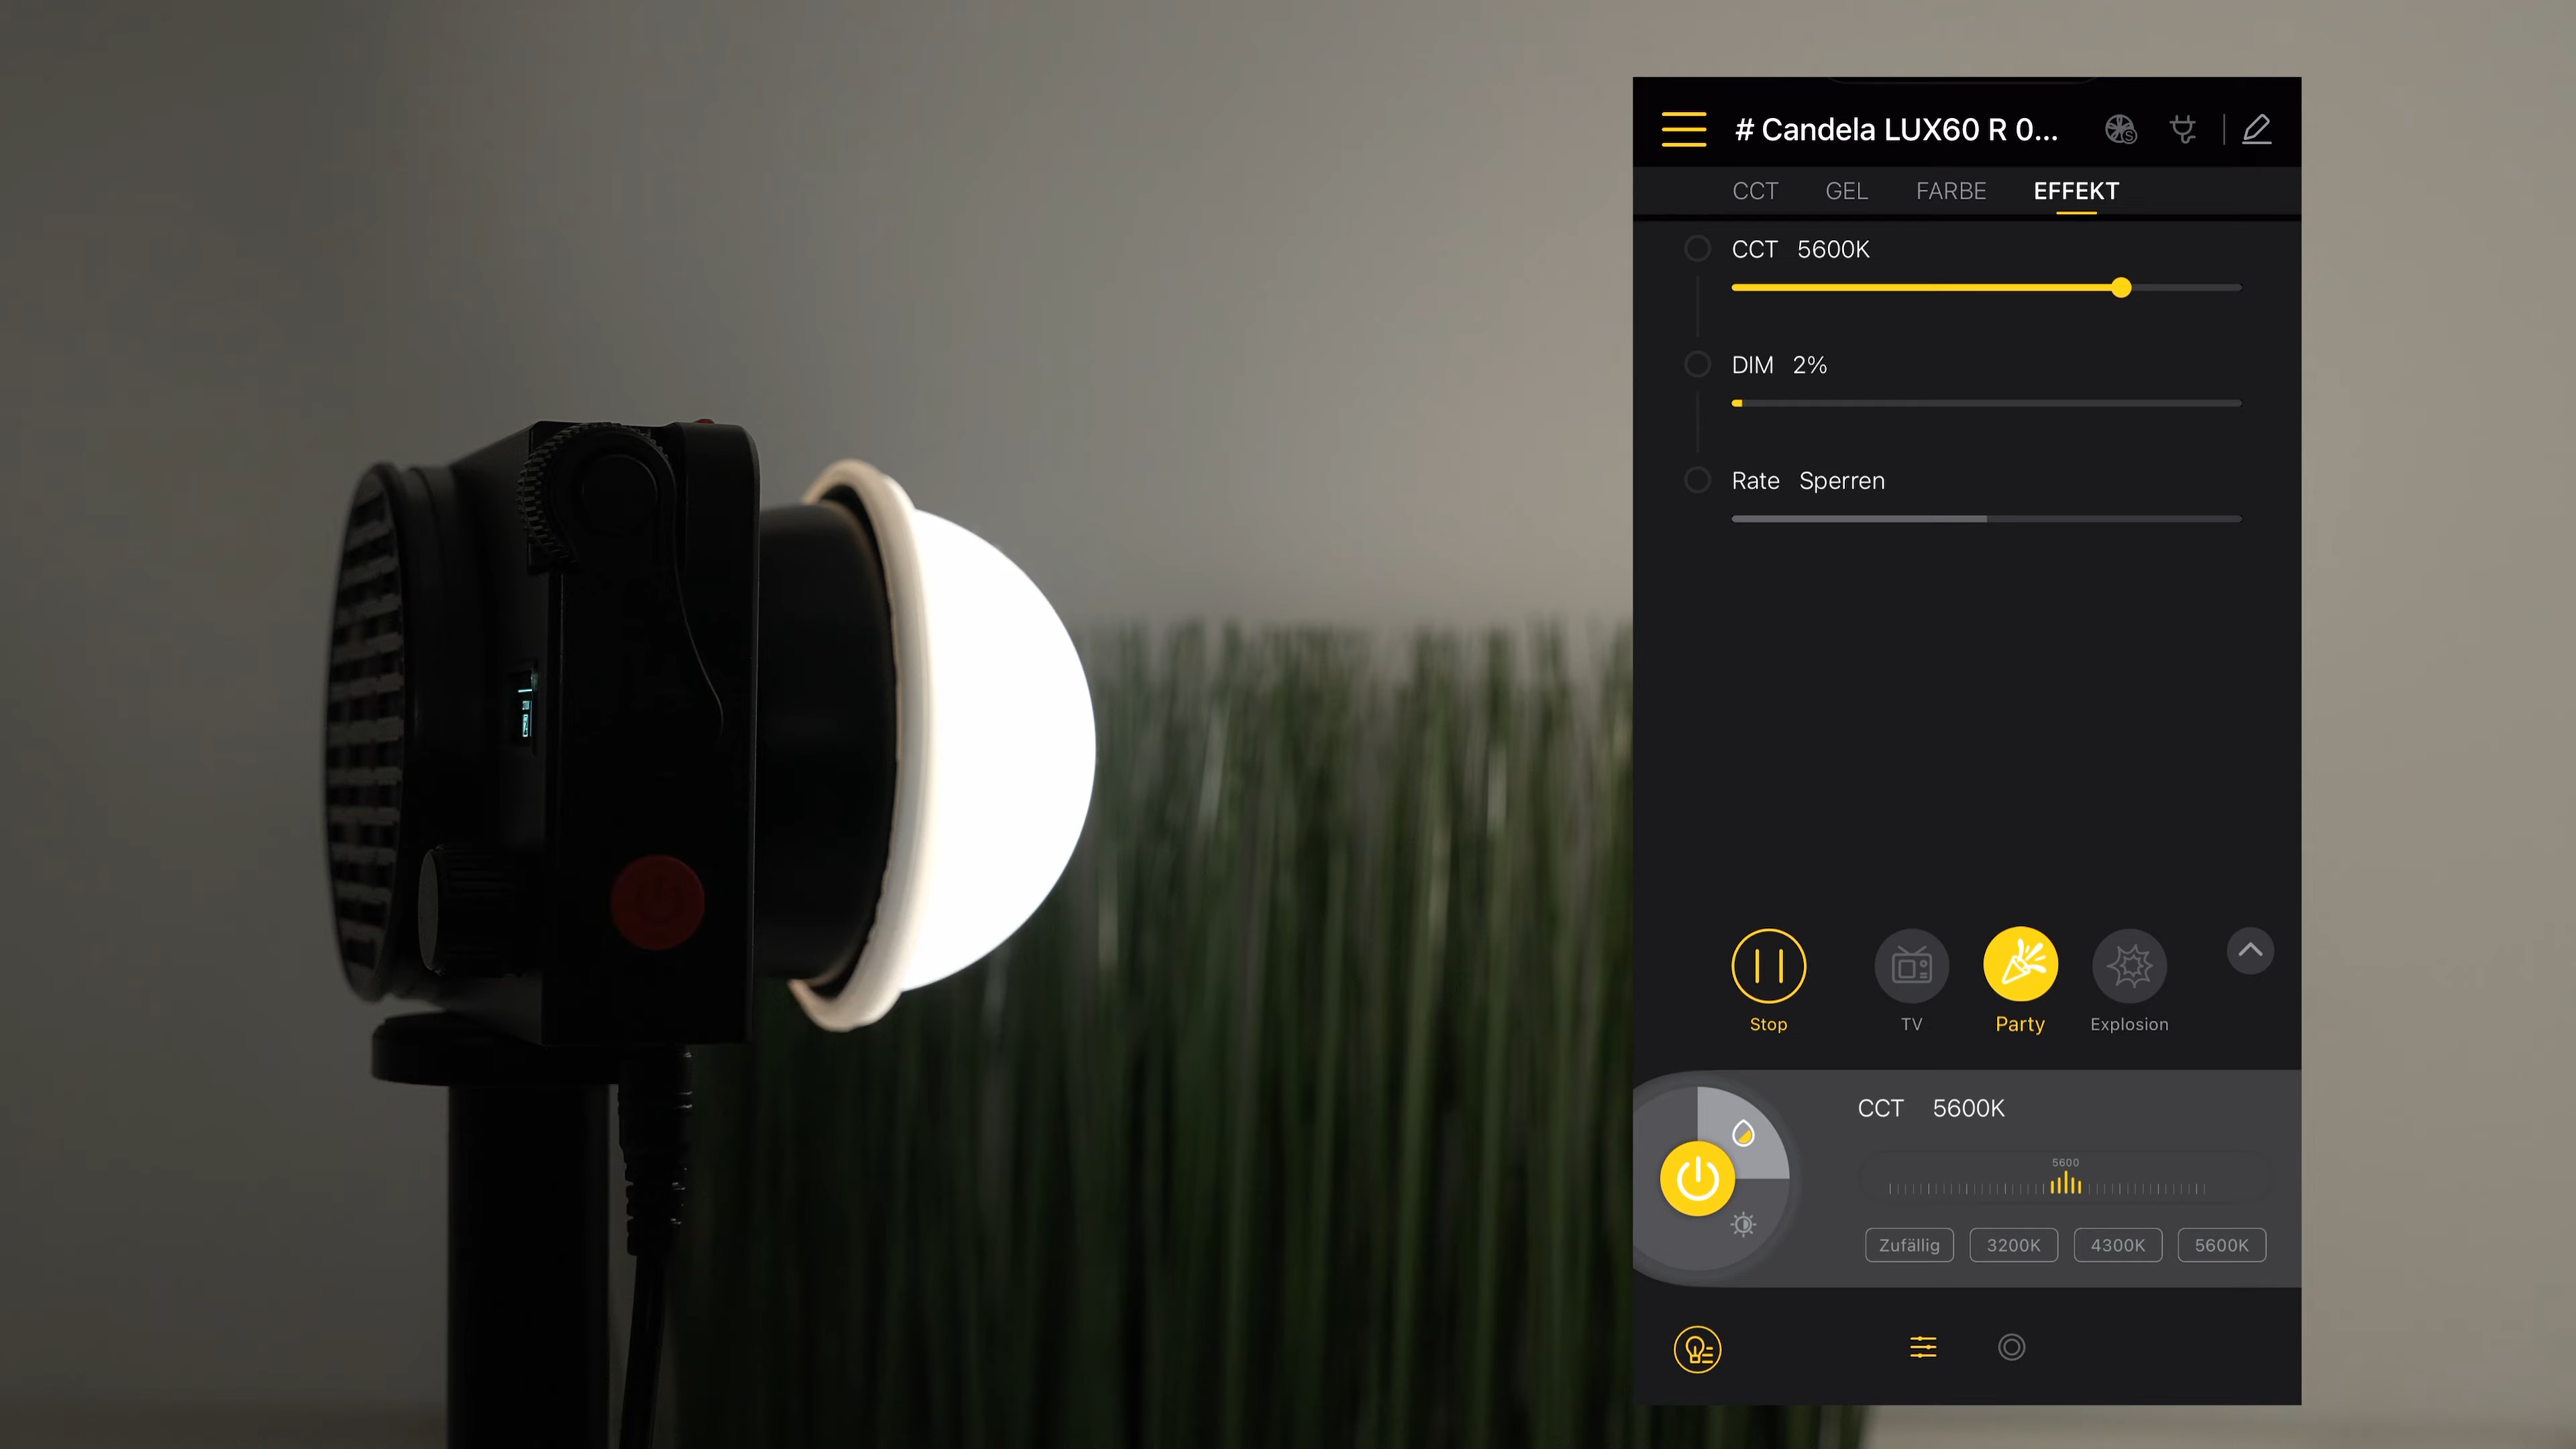 # Candela LUX60 R 0...
CCT GEL FARBE EFFEKT
CCT 5600K
DIM 2%
Rate Sperren
Stop TV Party Explosion
CCT 5600K
5600
Zufällig 3200K 4300K 5600K